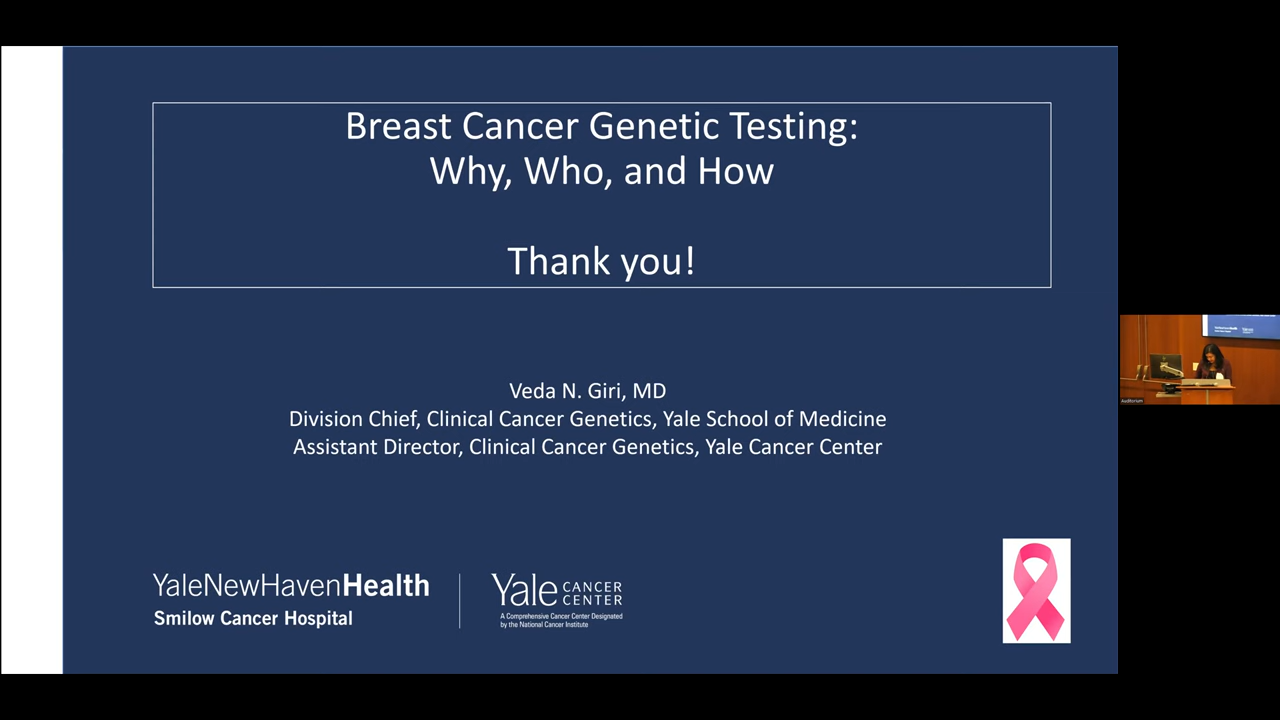 Breast Cancer Genetic Testing:
Why, Who, and How
Thank you!
Veda N. Giri, MD
Division Chief, Clinical Cancer Genetics, Yale School of Medicine
Assistant Director, Clinical Cancer Genetics, Yale Cancer Center
YaleNewHavenHealth
Smilow Cancer Hospital
Yale CANCER CENTER
A Comprehensive Cancer Center Designated
by the National Cancer Institute
Auditorium